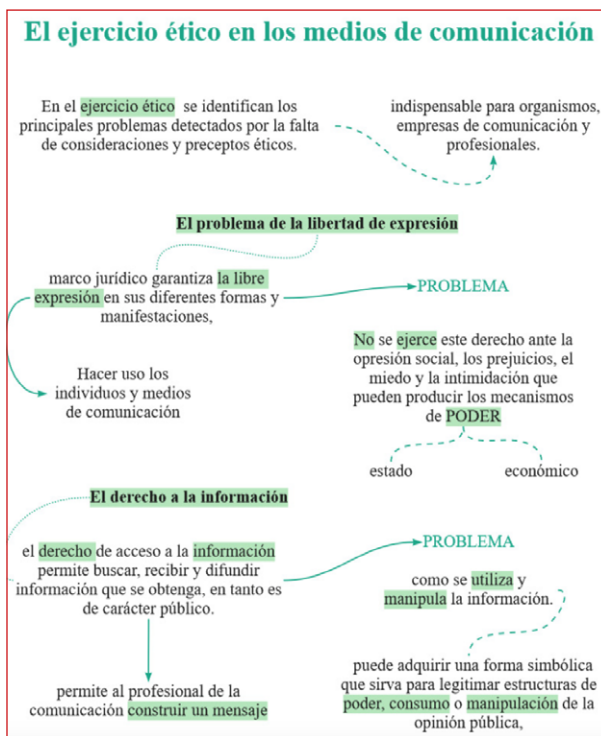 El ejercicio ético en los medios de comunicación
En el ejercicio ético se identifican los
principales problemas detectados por la falta
de consideraciones y preceptos éticos.
indispensable para organismos,
empresas de comunicación y
profesionales.
El problema de la libertad de expresión
marco jurídico garantiza la libre
expresión en sus diferentes formas y
manifestaciones,
PROBLEMA
Hacer uso los
individuos y medios
de comunicación
No se ejerce este derecho ante la
opresión social, los prejuicios, el
miedo y la intimidación que
pueden producir los mecanismos
de PODER
estado
económico
El derecho a la información
el derecho de acceso a la información
permite buscar, recibir y difundir
información que se obtenga, en tanto es
de carácter público.
PROBLEMA
como se utiliza y
manipula la información.
permite al profesional de la
comunicación construir un mensaje
puede adquirir una forma simbólica
que sirva para legitimar estructuras de
poder, consumo o manipulación de la
opinión pública,